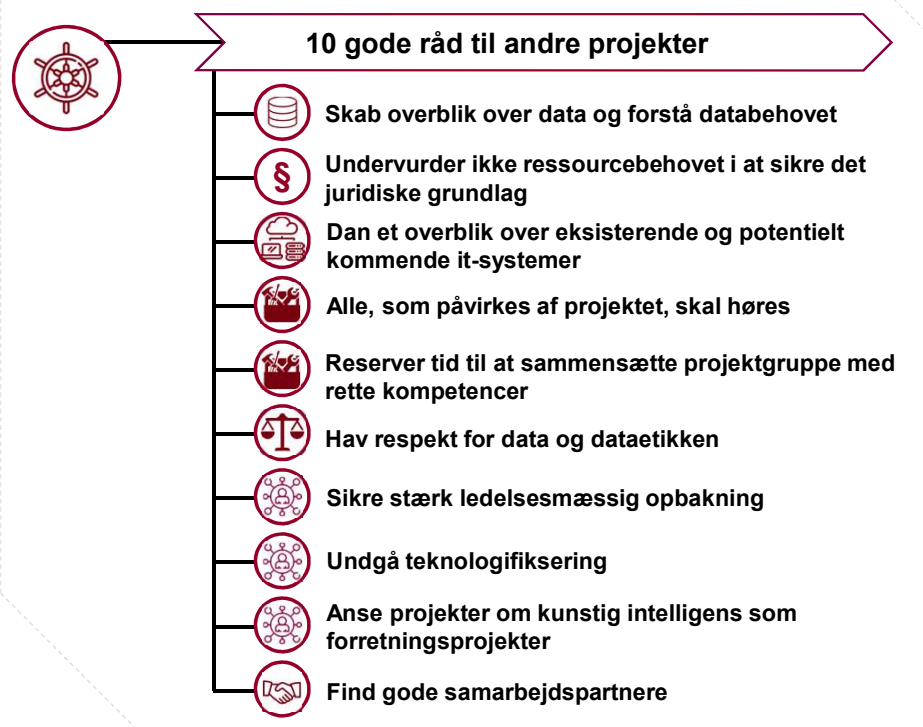 10 gode råd til andre projekter
Skab overblik over data og forstå databehovet
§
Undervurder ikke ressourcebehovet i at sikre det
juridiske grundlag
Dan et overblik over eksisterende og potentielt
kommende it-systemer
Alle, som påvirkes af projektet, skal høres
Reserver tid til at sammensætte projektgruppe med
rette kompetencer
Hav respekt for data og dataetikken
Sikre stærk ledelsesmæssig opbakning
Undgå teknologifiksering
Anse projekter om kunstig intelligens som
forretningsprojekter
Find gode samarbejdspartnere